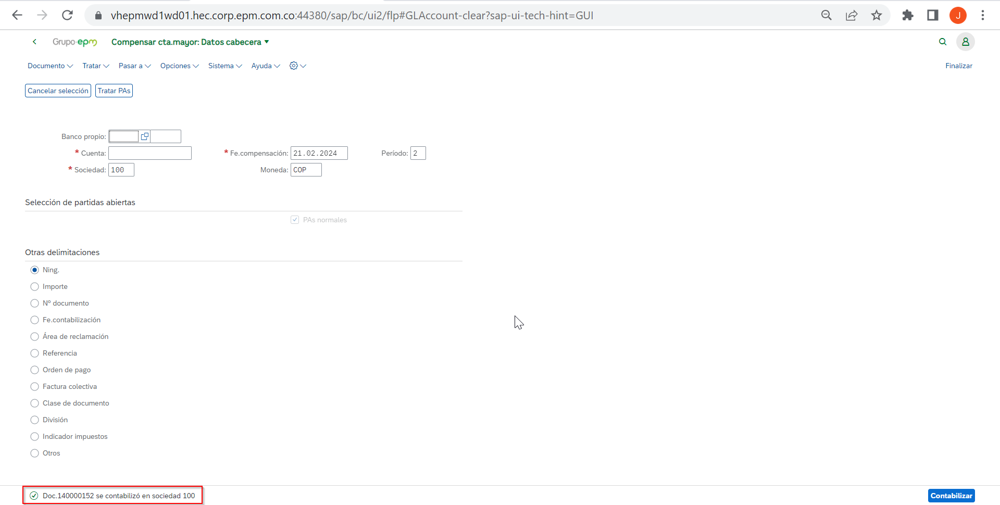 vhepmwd1wd01.hec.corp.epm.com.co:44380/sap/bc/ui2/flp#GLAccount-clear?sap-ui-tech-hint=GUI
J
Grupo·epm Compensar cta.mayor: Datos cabecera
Documento Tratar Pasar a Opciones Sistema Ayuda Finalizar
Cancelar selección Tratar PAs
Banco propio:
* Cuenta: * Fe.compensación: 21.02.2024 Período: 2
* Sociedad: 100 Moneda: COP
Selección de partidas abiertas
PAs normales
Otras delimitaciones
Ning.
Importe
Nº documento
Fe.contabilización
Área de reclamación
Referencia
Orden de pago
Factura colectiva
Clase de documento
División
Indicador impuestos
Otros
Doc.140000152 se contabilizó en sociedad 100 Contabilizar